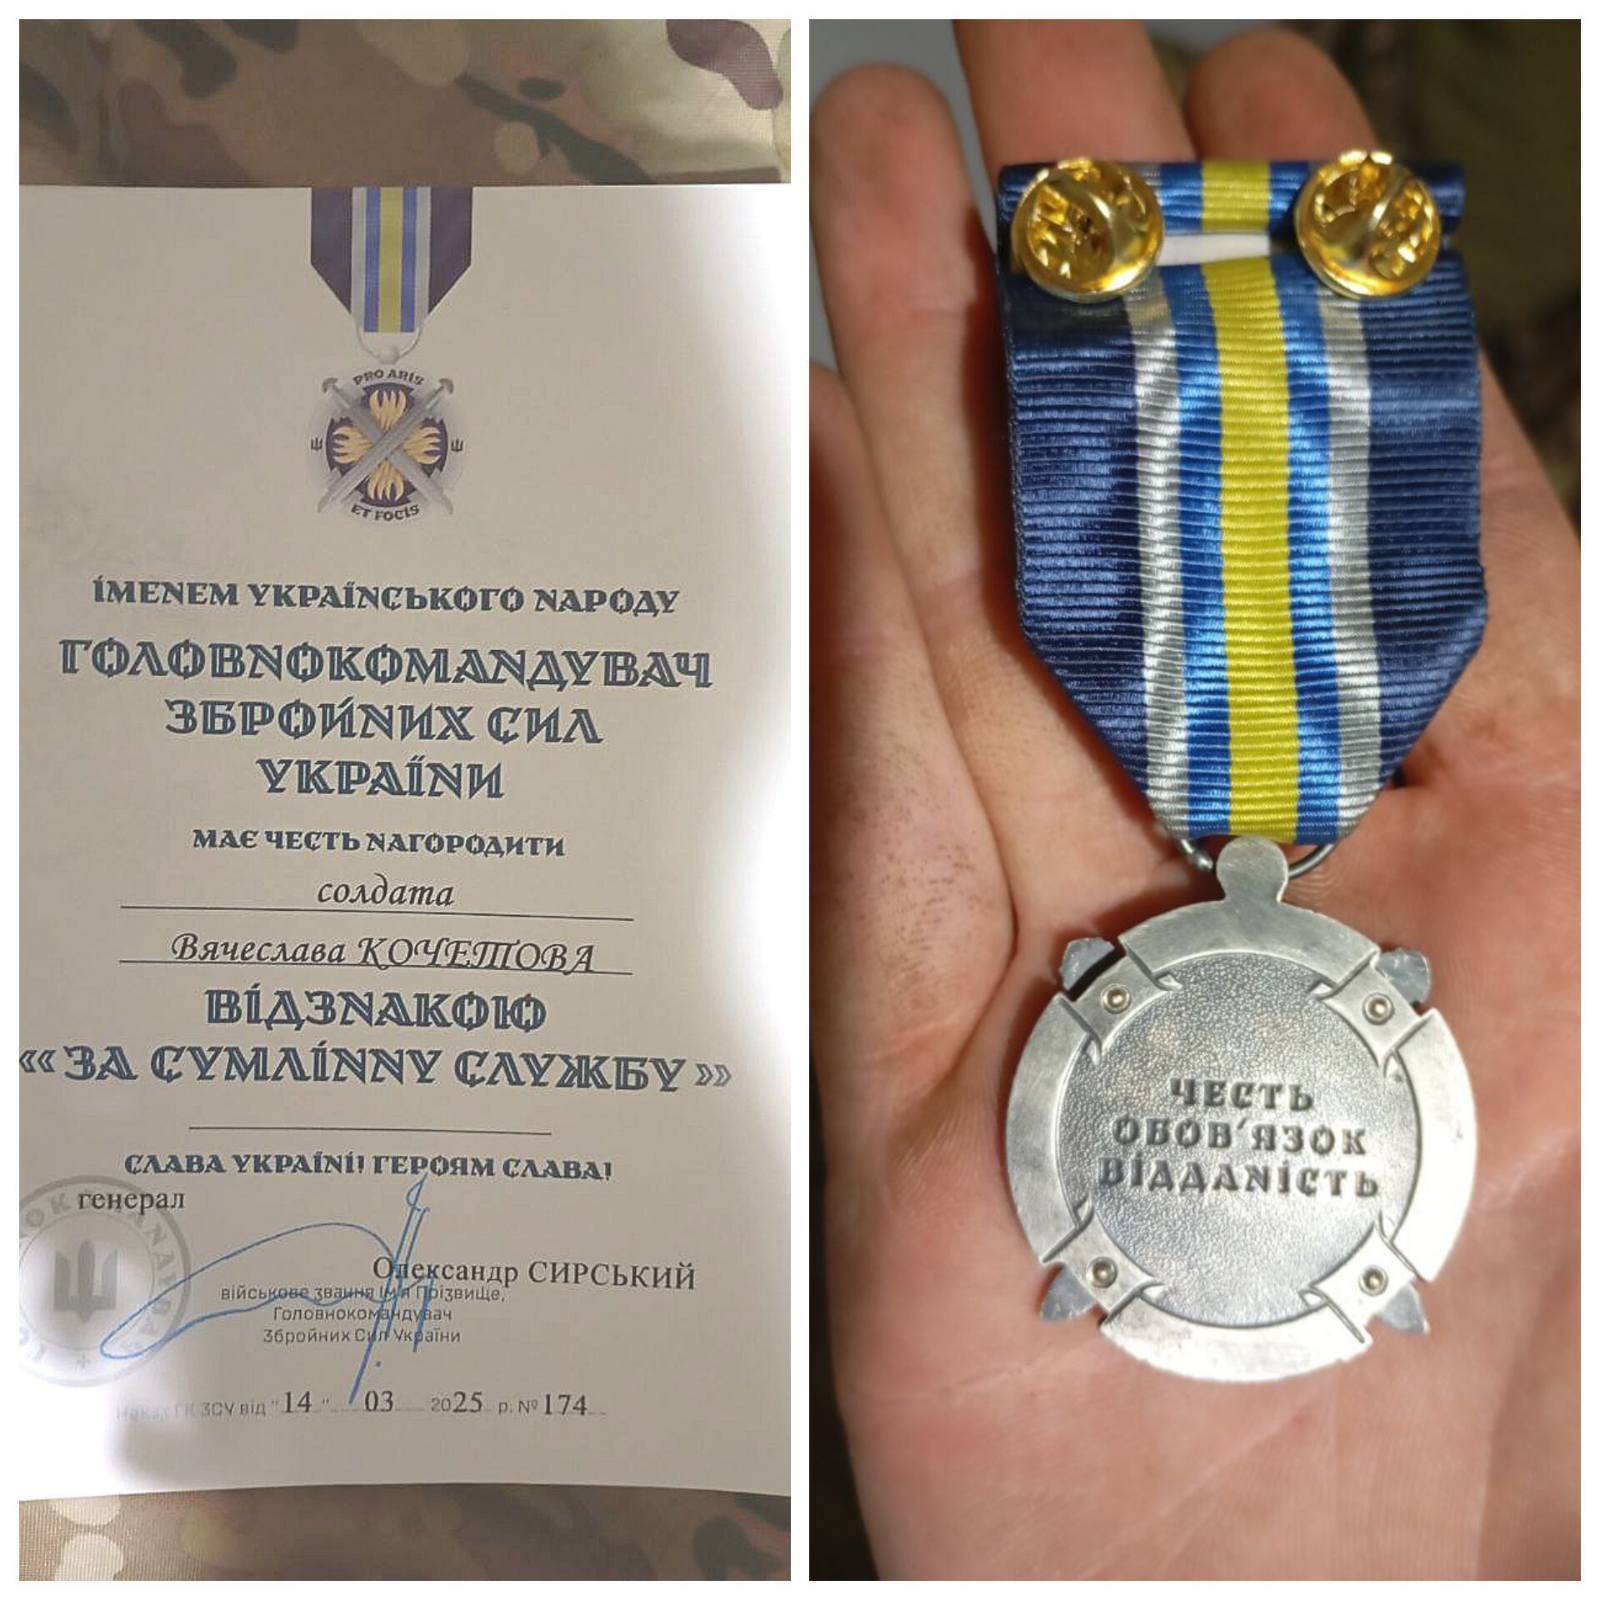 PRO ARIS
ET FOCIS
ІМЕНЕМ УКРАЇНСЬКОГО НАРОДУ
ГОЛОВНОКОМАНДУВАЧ
ЗБРОЙНИХ СИЛ
УКРАЇНИ
МАЄ ЧЕСТЬ НАГОРОДИТИ
солдата
Вячеслава КОЧЕТОВА
ВІДЗНАКОЮ
« ЗА СУМЛІННУ СЛУЖБУ »
СЛАВА УКРАЇНІ! ГЕРОЯМ СЛАВА!
генерал
Олександр СИРСЬКИЙ
військове звання Ім'я Прізвище,
Головнокомандувач
Збройних Сил України
Наказ ГК ЗСУ від "14" 03 2025 р. № 174
ЧЕСТЬ
ОБОВ'ЯЗОК
ВІДДАНІСТЬ